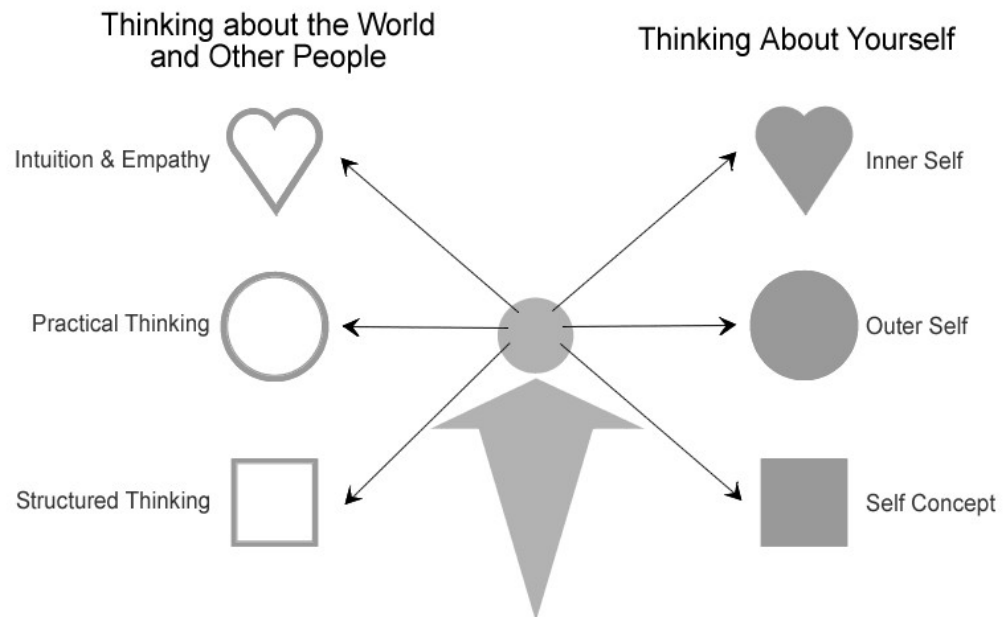 Thinking about the World
and Other People
Thinking About Yourself
Intuition & Empathy
Inner Self
Practical Thinking
Outer Self
Structured Thinking
Self Concept